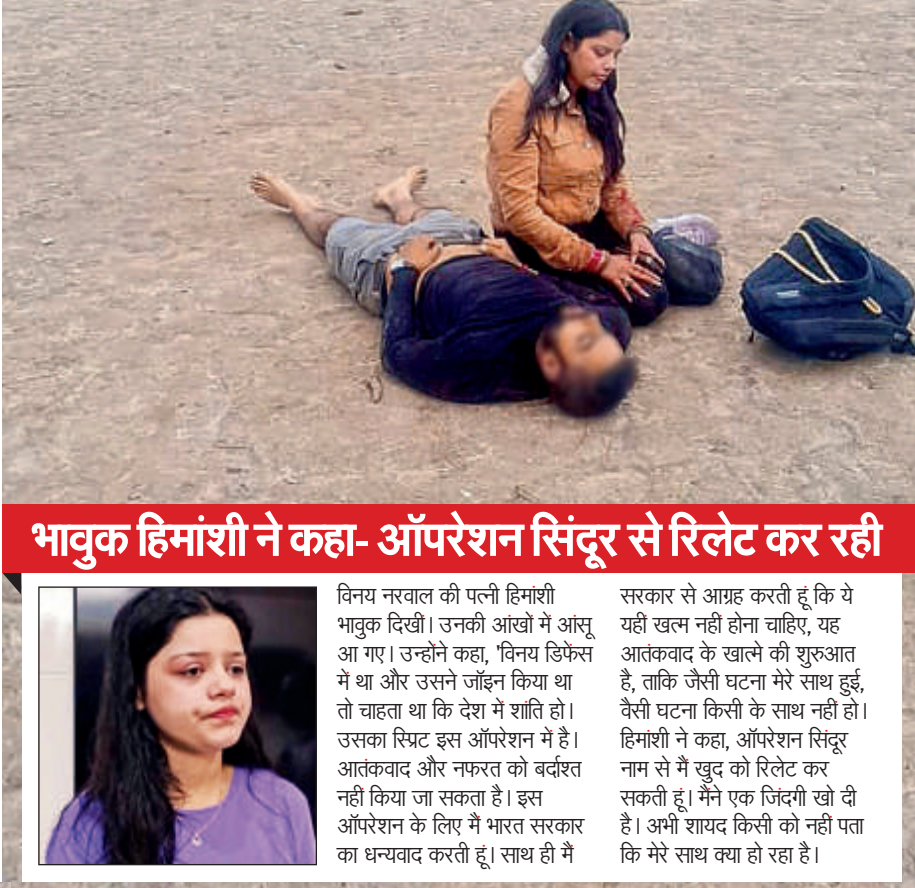 भावुक हिमांशी ने कहा- ऑपरेशन सिंदूर से रिलेट कर रही
विनय नरवाल की पत्नी हिमांशी
भावुक दिखीं। उनकी आंखों में आंसू
आ गए। उन्होंने कहा, 'विनय डिफेंस
में था और उसने जॉइन किया था
तो चाहता था कि देश में शांति हो।
उसका स्प्रिट इस ऑपरेशन में है।
आतंकवाद और नफरत को बर्दाश्त
नहीं किया जा सकता है। इस
ऑपरेशन के लिए मैं भारत सरकार
का धन्यवाद करती हूं। साथ ही मैं
सरकार से आग्रह करती हूं कि ये
यहीं खत्म नहीं होना चाहिए, यह
आतंकवाद के खात्मे की शुरुआत
है, ताकि जैसी घटना मेरे साथ हुई,
वैसी घटना किसी के साथ नहीं हो।
हिमांशी ने कहा, ऑपरेशन सिंदूर
नाम से मैं खुद को रिलेट कर
सकती हूं। मैंने एक जिंदगी खो दी
है। अभी शायद किसी को नहीं पता
कि मेरे साथ क्या हो रहा है।